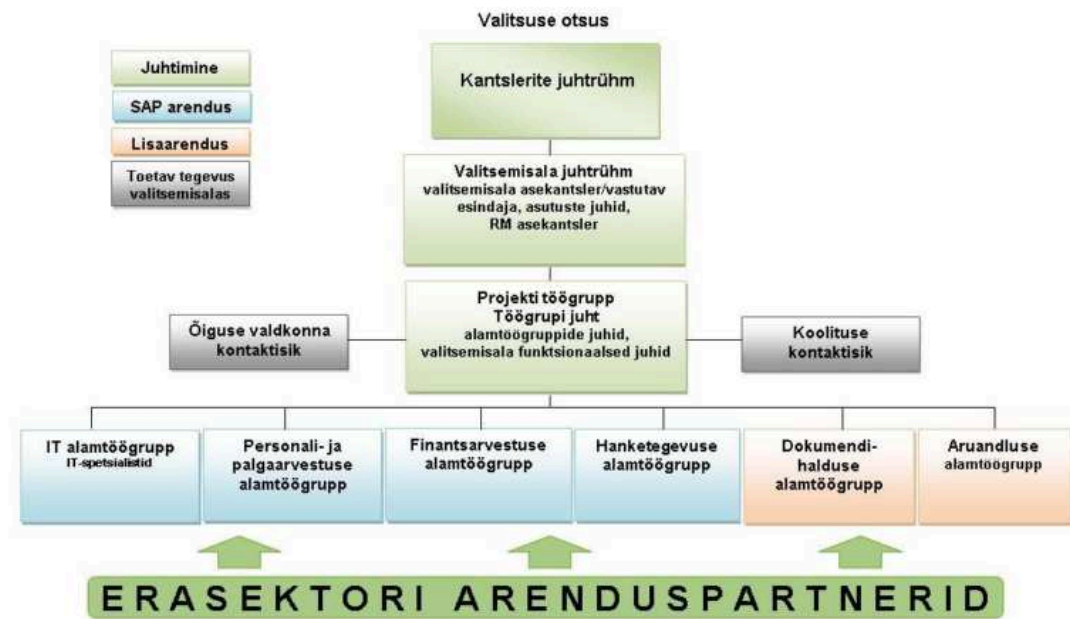 Valitsuse otsus
Juhtimine
SAP arendus
Lisaarendus
Toetav tegevus
valitsemisalas
Kantslerite juhtrühm
Valitsemisala juhtrühm
valitsemisala asekantsler/vastutav
esindaja, asutuste juhid,
RM asekantsler
Projekti töögrupp
Töögrupi juht
alamtöögruppide juhid,
valitsemisala funktsionaalsed juhid
Õiguse valdkonna
kontaktisik
Koolituse
kontaktisik
IT alamtöögrupp
IT-spetsialistid
Personali- ja
palgaarvestuse
alamtöögrupp
Finantsarvestuse
alamtöögrupp
Hanketegevuse
alamtöögrupp
Dokumendi-
halduse
alamtöögrupp
Aruandluse
alamtöögrupp
ERASEKTORI ARENDUSPARTNERID